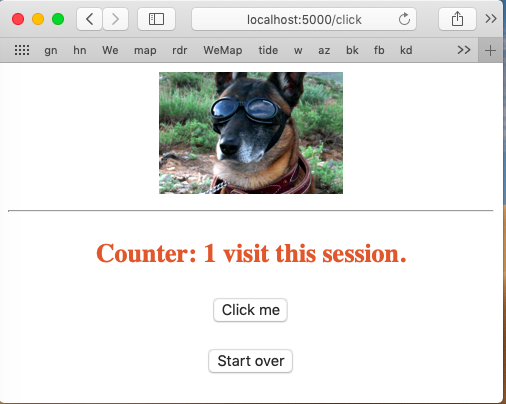 localhost:5000/click
gn hn We map rdr WeMap tide w az bk fb kd
Counter: 1 visit this session.
Click me
Start over